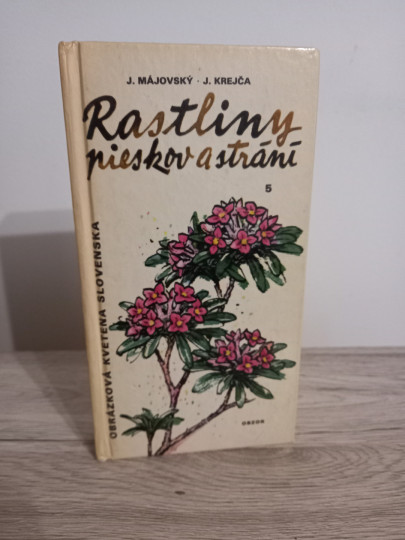 J. MÁJOVSKÝ · J. KREJČA
Rastliny
pieskov a strání
5
OBRÁZKOVÁ KVETENA SLOVENSKA
OBZOR